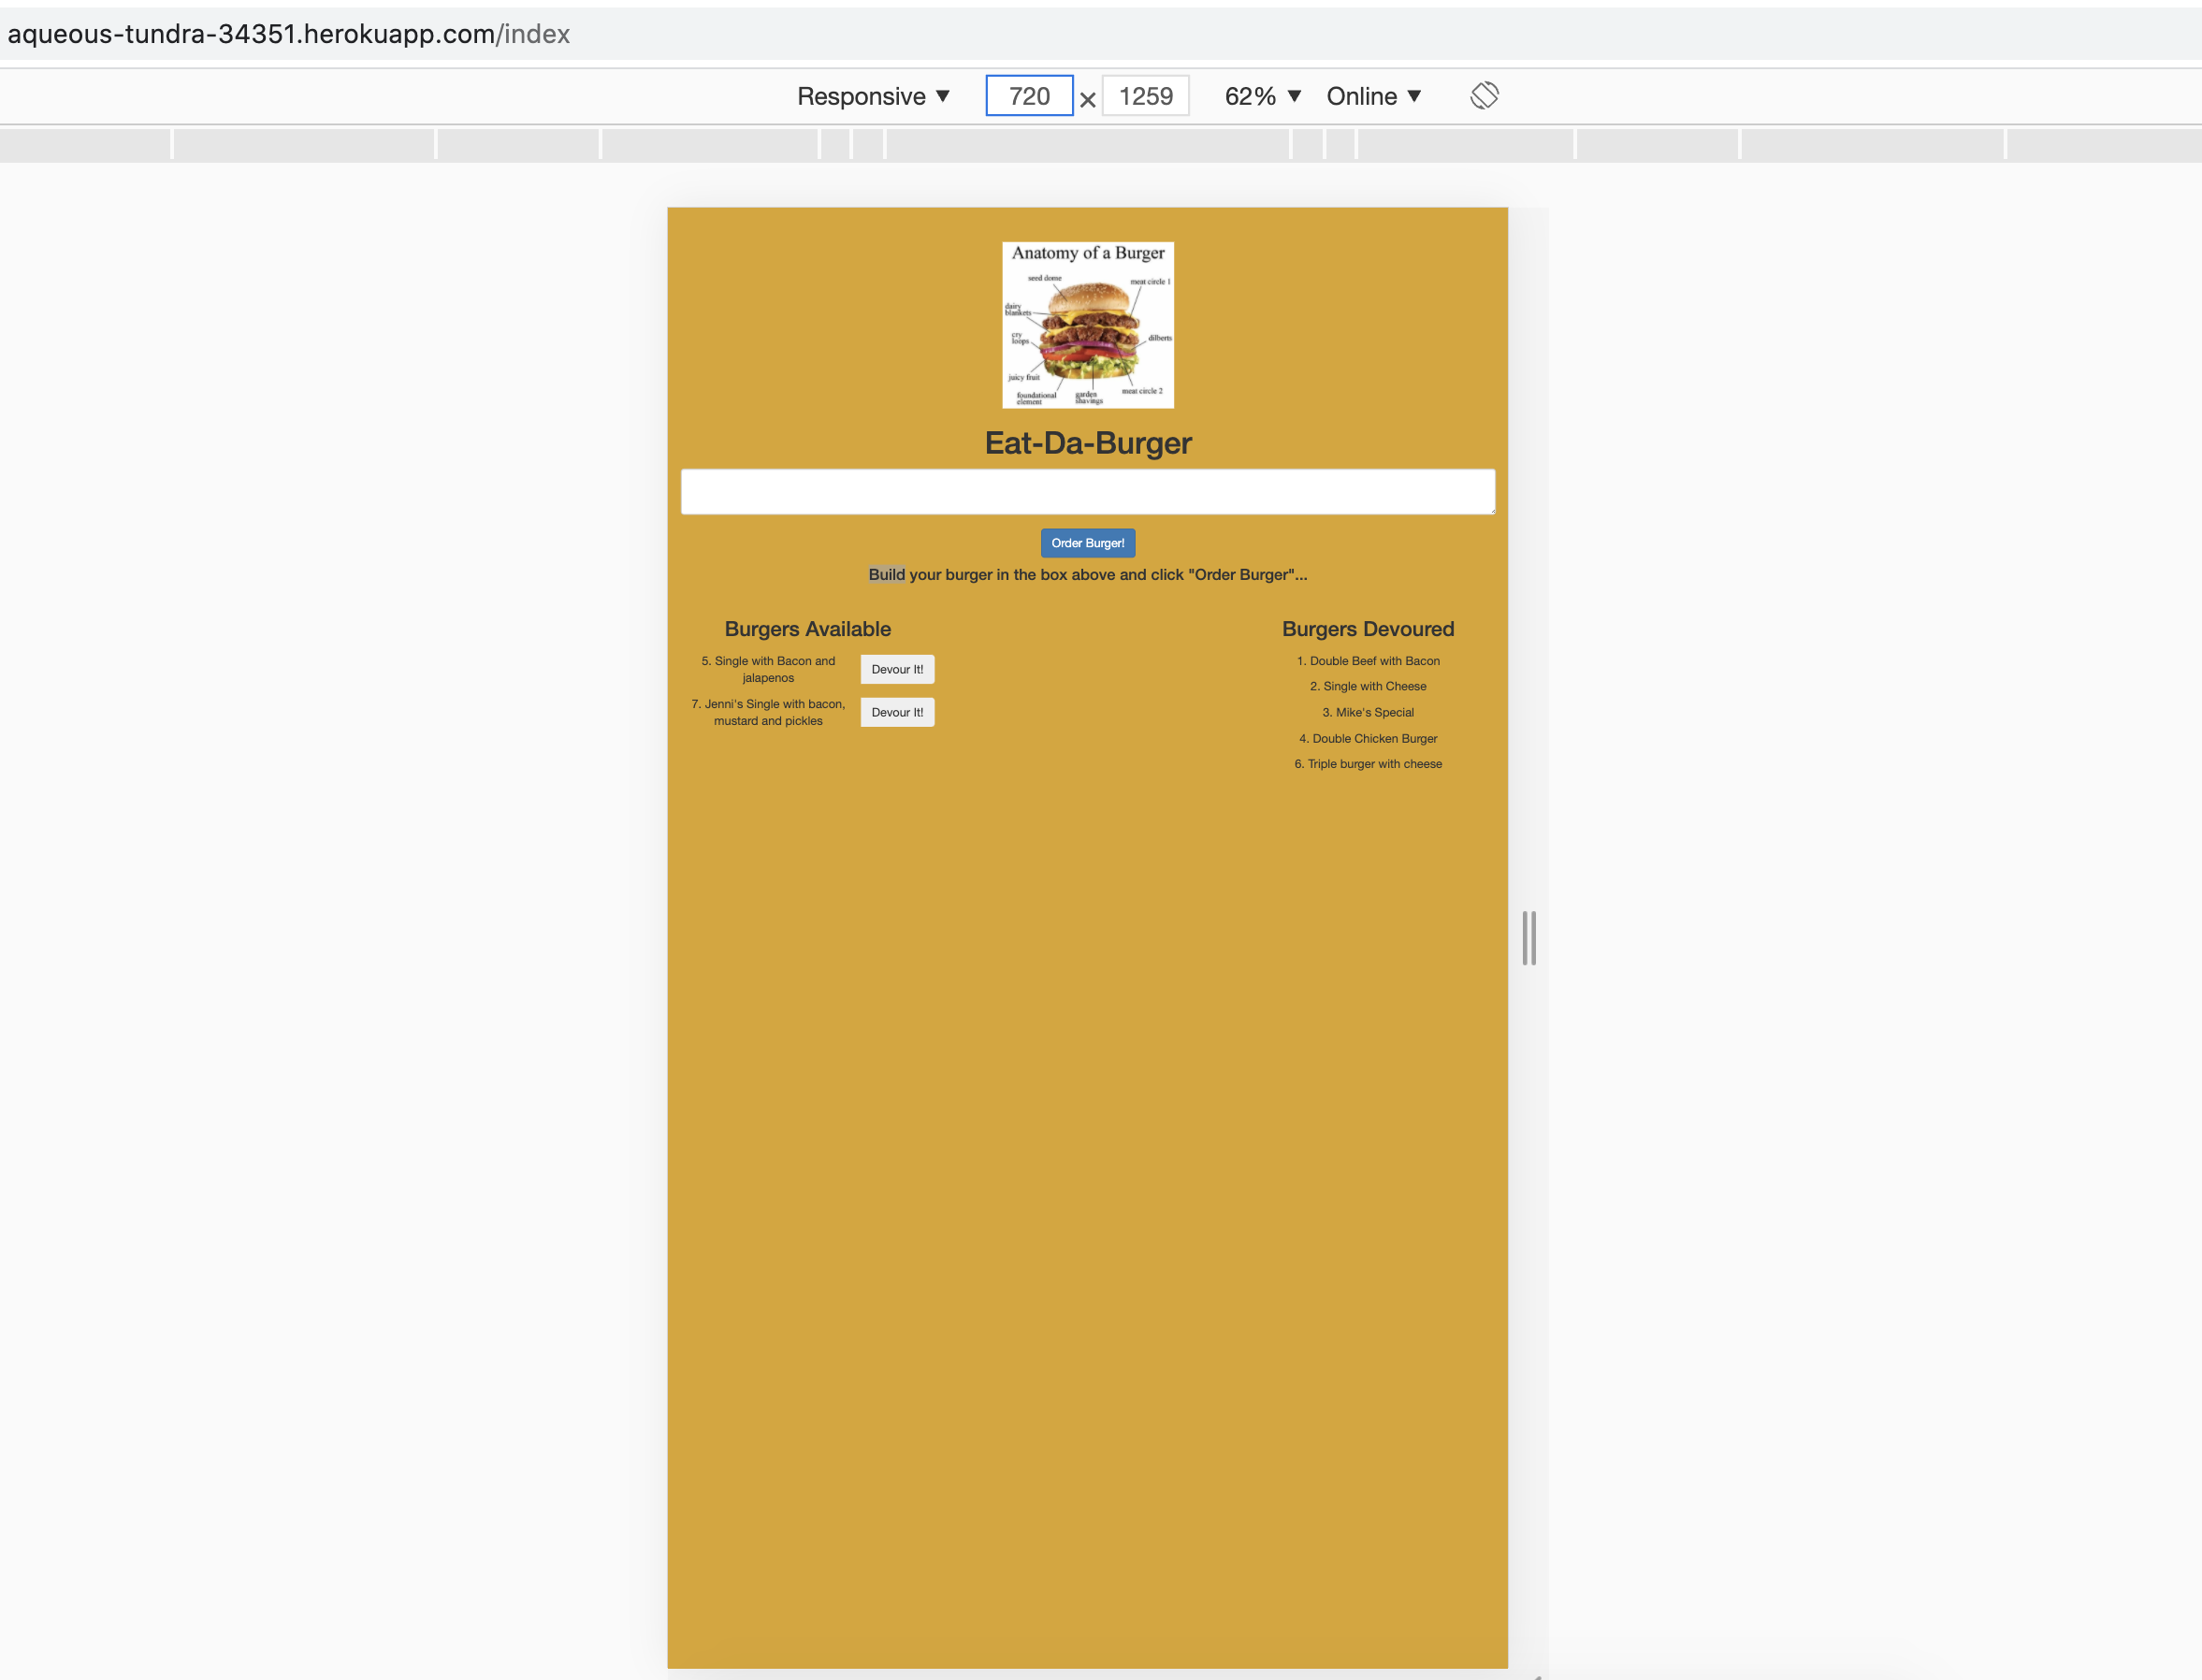 aqueous-tundra-34351.herokuapp.com/index
Responsive ▼ 720 × 1259 62% ▼ Online ▼
Anatomy of a Burger
seed dome
meat circle 1
dairy
blankets
cry
loops
dilberts
juicy fruit
meat circle 2
foundational
element
garden
shavings
Eat-Da-Burger
Order Burger!
Build your burger in the box above and click "Order Burger"...
Burgers Available
5. Single with Bacon and
jalapenos
Devour It!
7. Jenni's Single with bacon,
mustard and pickles
Devour It!
Burgers Devoured
1. Double Beef with Bacon
2. Single with Cheese
3. Mike's Special
4. Double Chicken Burger
6. Triple burger with cheese